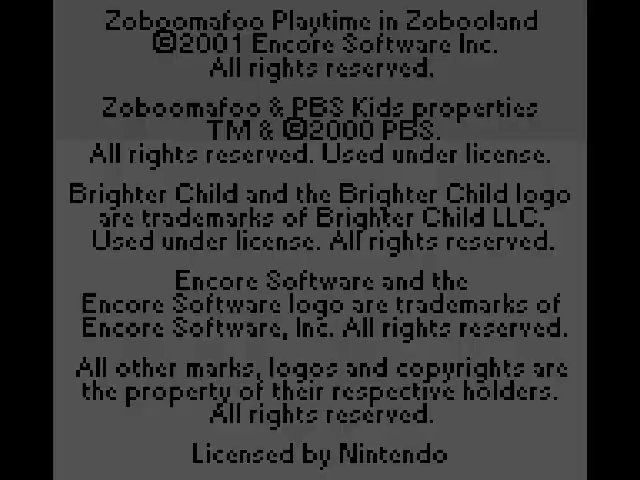 Zoboomafoo Playtime in Zobooland
©2001 Encore Software Inc.
All rights reserved.
Zoboomafoo & PBS Kids properties
TM & ©2000 PBS.
All rights reserved. Used under license.
Brighter Child and the Brighter Child logo
are trademarks of Brighter Child LLC.
Used under license. All rights reserved.
Encore Software and the
Encore Software logo are trademarks of
Encore Software, Inc. All rights reserved.
All other marks, logos and copyrights are
the property of their respective holders.
All rights reserved.
Licensed by Nintendo